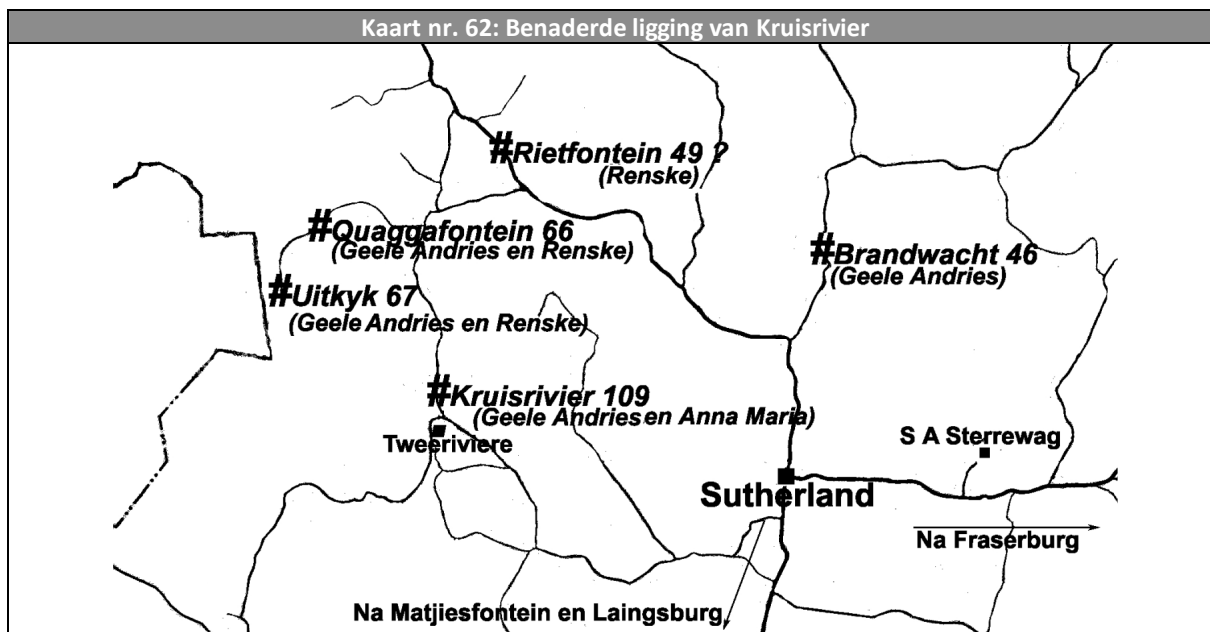 Kaart nr. 62: Benaderde ligging van Kruisrivier
#Rietfontein 49 ?
(Renske)
#Quaggafontein 66
(Geele Andries en Renske)
#Brandwacht 46
(Geele Andries)
#Uitkyk 67
(Geele Andries en Renske)
#Kruisrivier 109
(Geele Andries en Anna Maria)
Tweeriviere
S A Sterrewag
Sutherland
Na Fraserburg
Na Matjiesfontein en Laingsburg